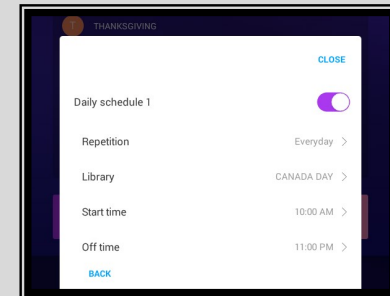 T THANKSGIVING
CLOSE
Daily schedule 1
Repetition Everyday >
Library CANADA DAY >
Start time 10:00 AM >
Off time 11:00 PM >
BACK